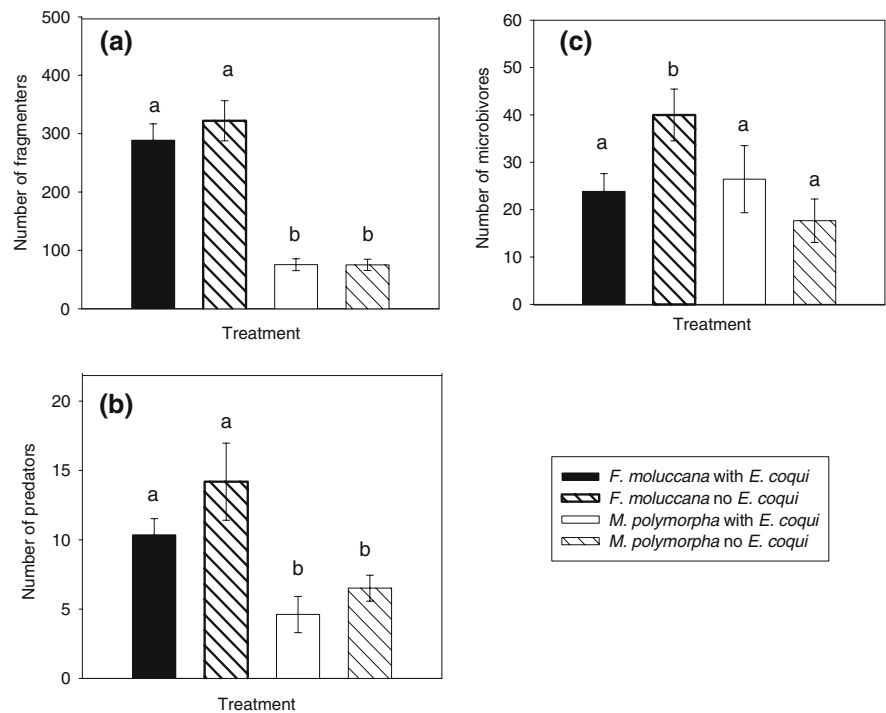 (a)
Number of fragmenters
500
400
300
200
100
0
a
a
b
b
Treatment
(c)
Number of microbivores
60
50
40
30
20
10
0
a
b
a
a
Treatment
(b)
Number of predators
20
15
10
5
0
a
a
b
b
Treatment
F. moluccana with E. coqui
F. moluccana no E. coqui
M. polymorpha with E. coqui
M. polymorpha no E. coqui